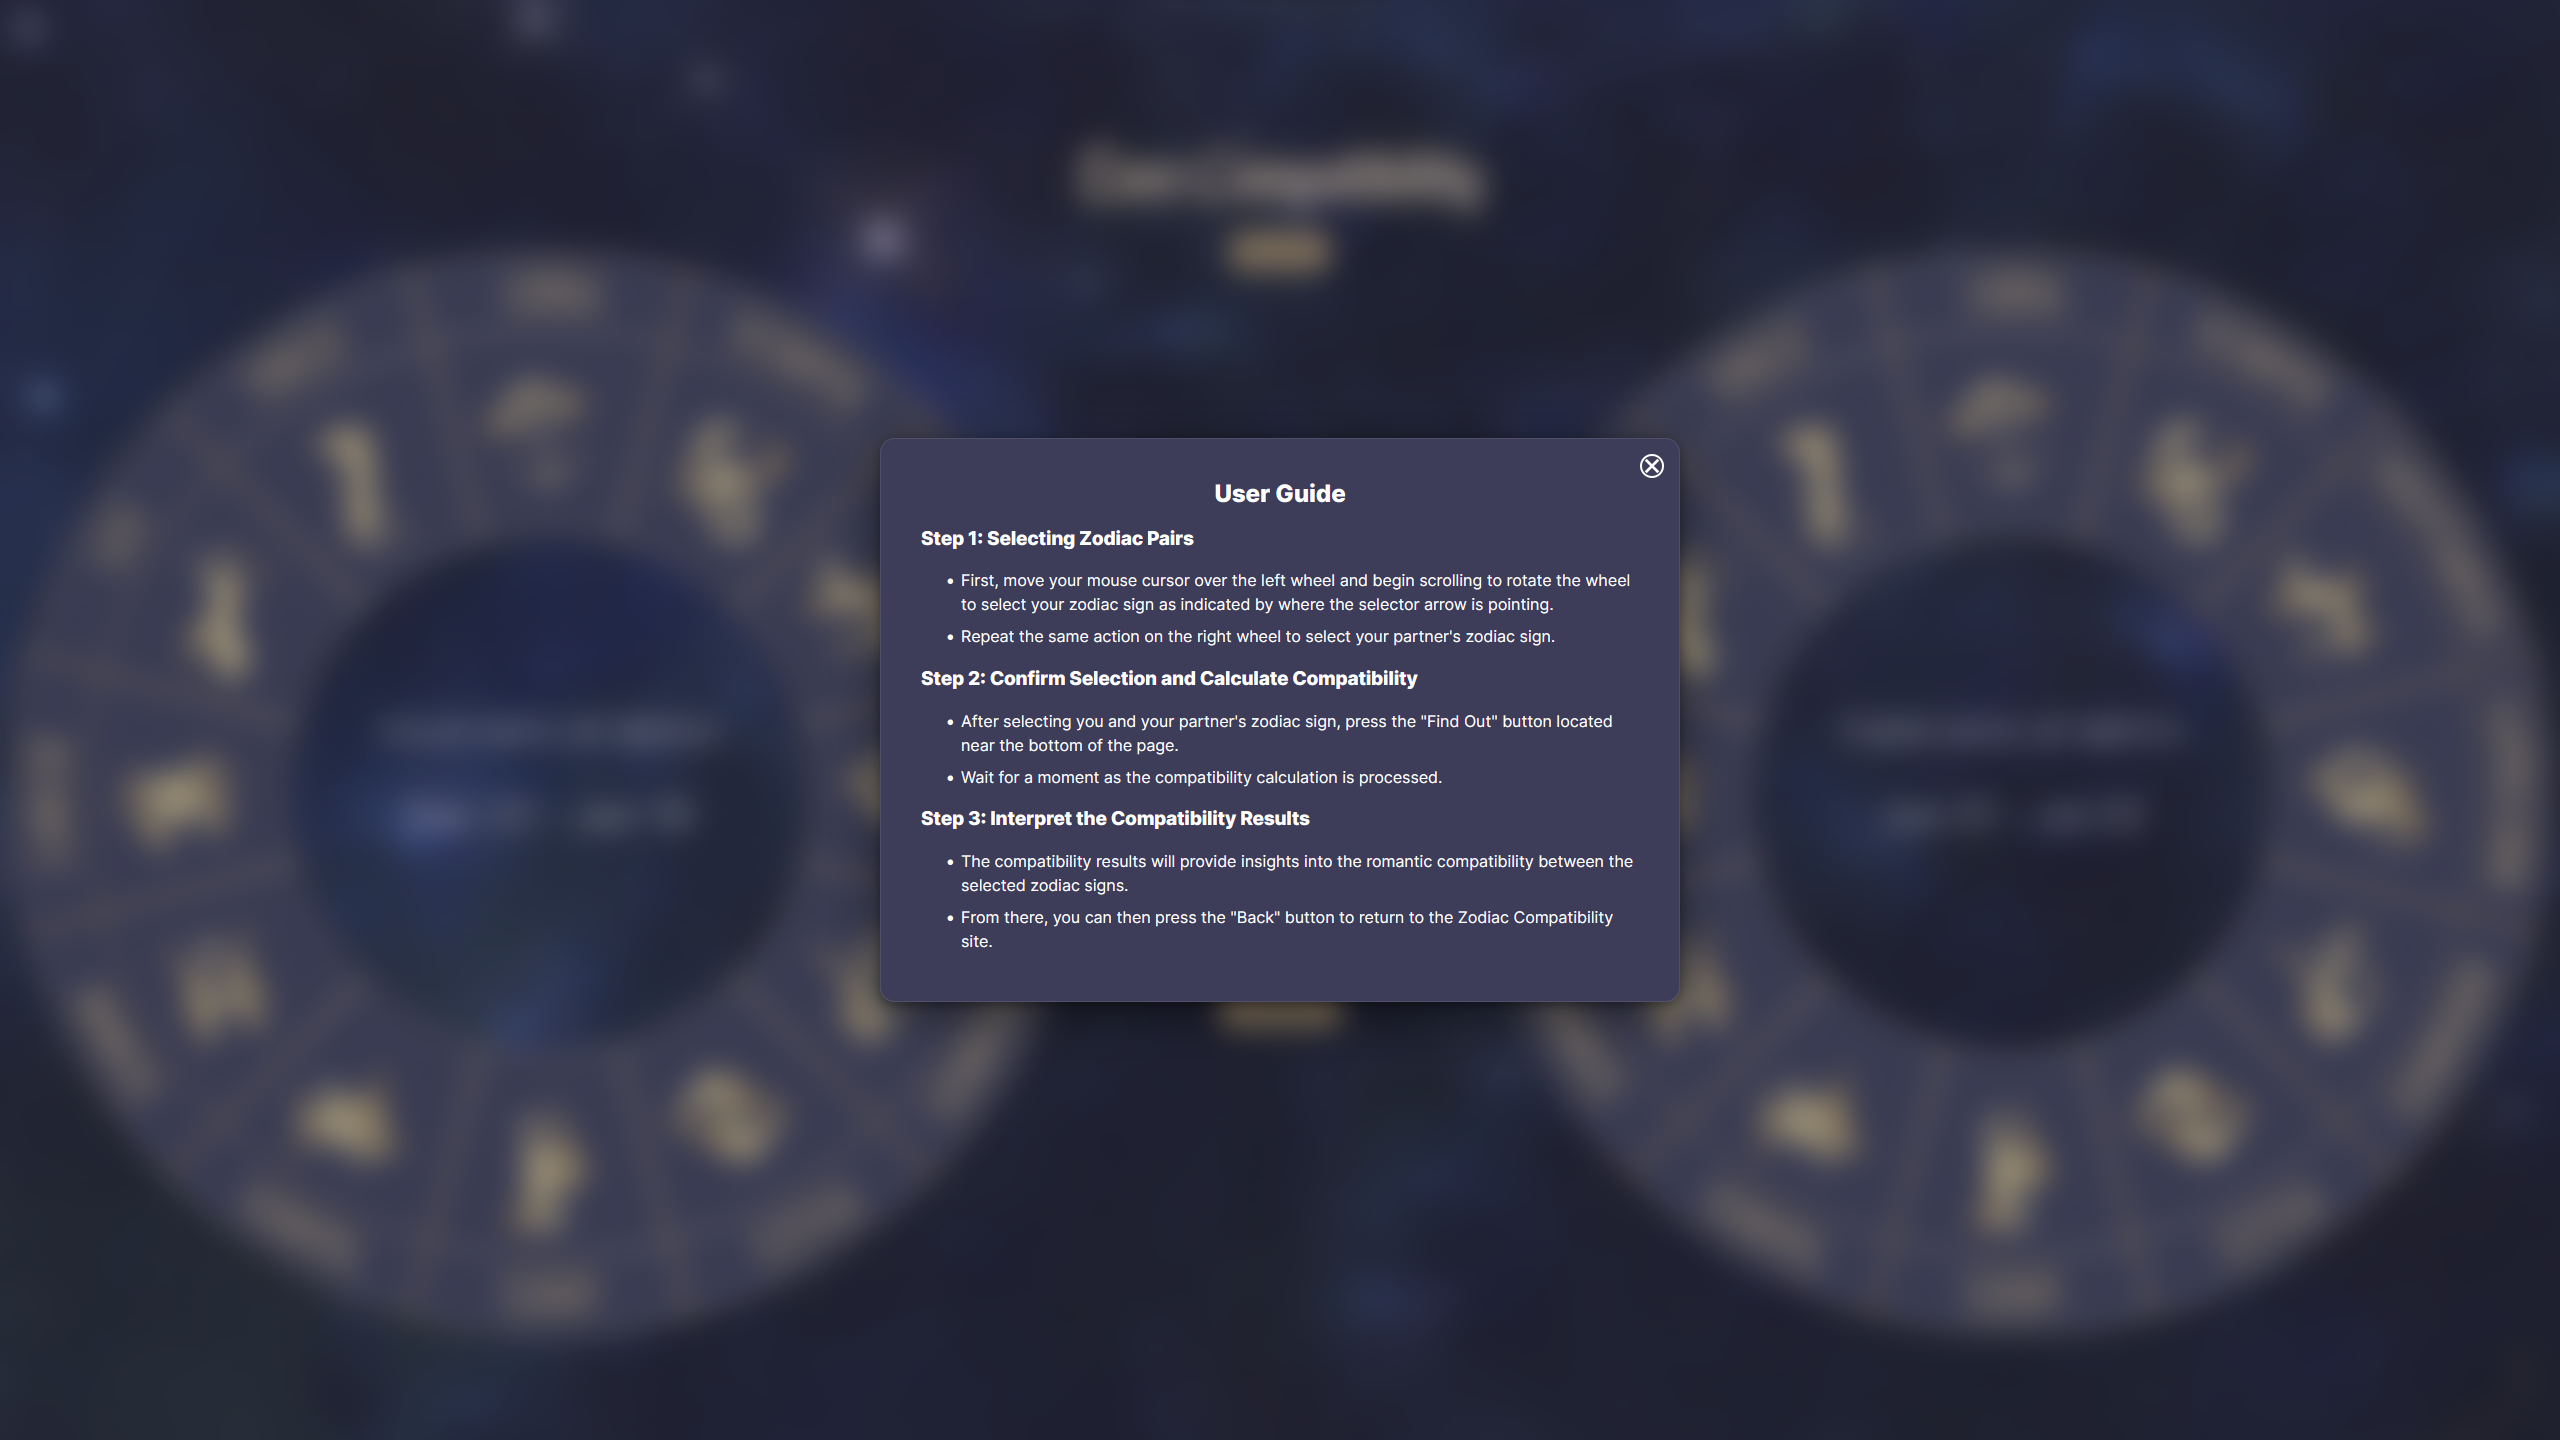 User Guide
Step 1: Selecting Zodiac Pairs
• First, move your mouse cursor over the left wheel and begin scrolling to rotate the wheel
to select your zodiac sign as indicated by where the selector arrow is pointing.
• Repeat the same action on the right wheel to select your partner's zodiac sign.
Step 2: Confirm Selection and Calculate Compatibility
• After selecting you and your partner's zodiac sign, press the "Find Out" button located
near the bottom of the page.
• Wait for a moment as the compatibility calculation is processed.
Step 3: Interpret the Compatibility Results
• The compatibility results will provide insights into the romantic compatibility between the
selected zodiac signs.
• From there, you can then press the "Back" button to return to the Zodiac Compatibility
site.